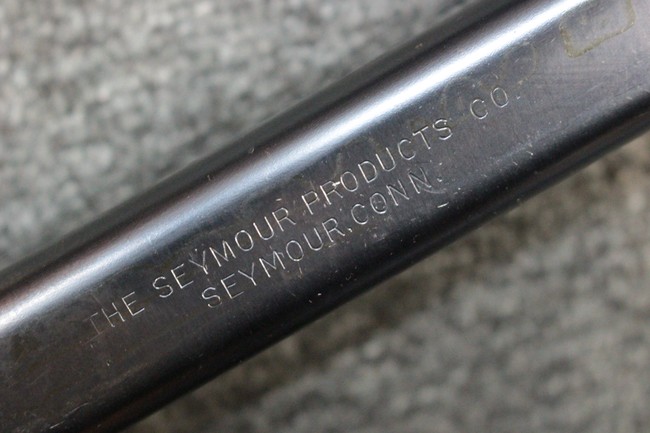 THE SEYMOUR PRODUCTS CO.
SEYMOUR, CONN.